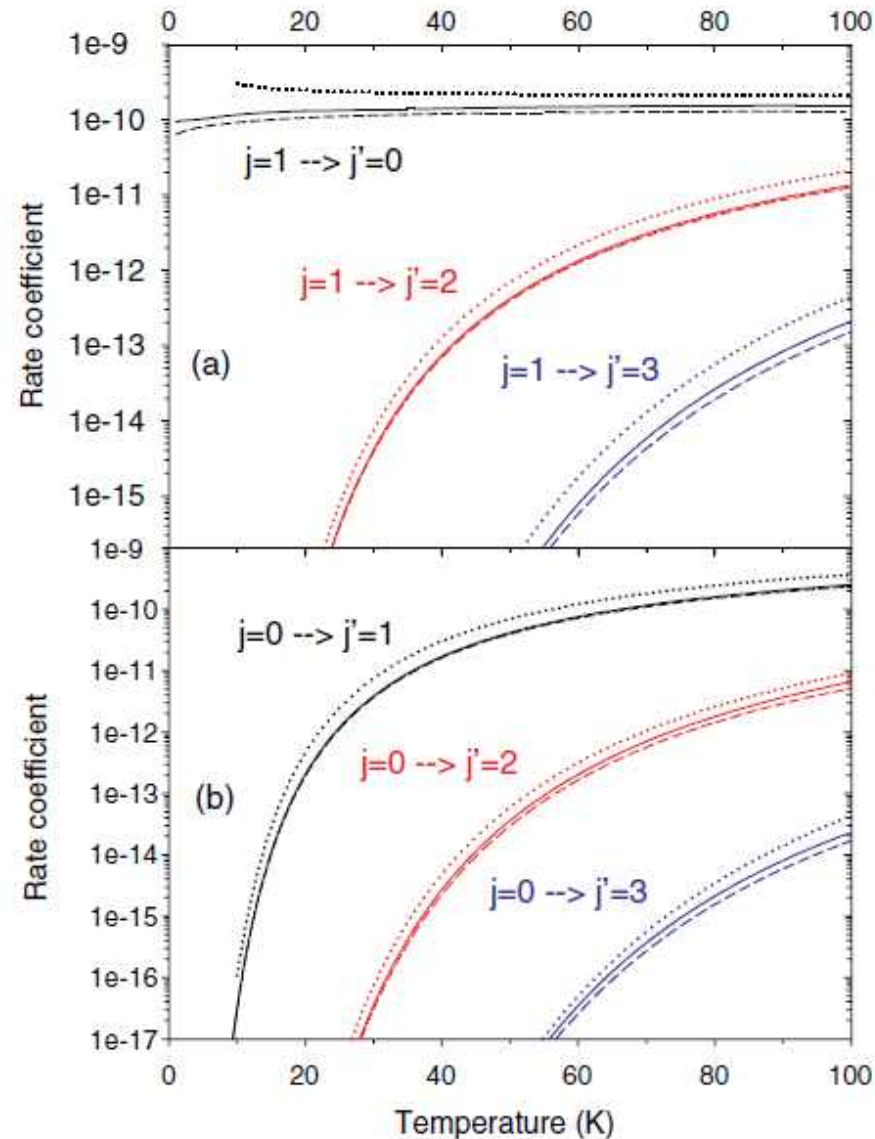 0 20 40 60 80 100
1e-9
1e-10
j=1 --> j'=0
1e-11
1e-12
j=1 --> j'=2
1e-13
(a)
j=1 --> j'=3
1e-14
1e-15
Rate coefficient
1e-9
1e-10
j=0 --> j'=1
1e-11
1e-12
j=0 --> j'=2
1e-13
(b)
1e-14
j=0 --> j'=3
1e-15
1e-16
1e-17
Rate coefficient
0 20 40 60 80 100
Temperature (K)